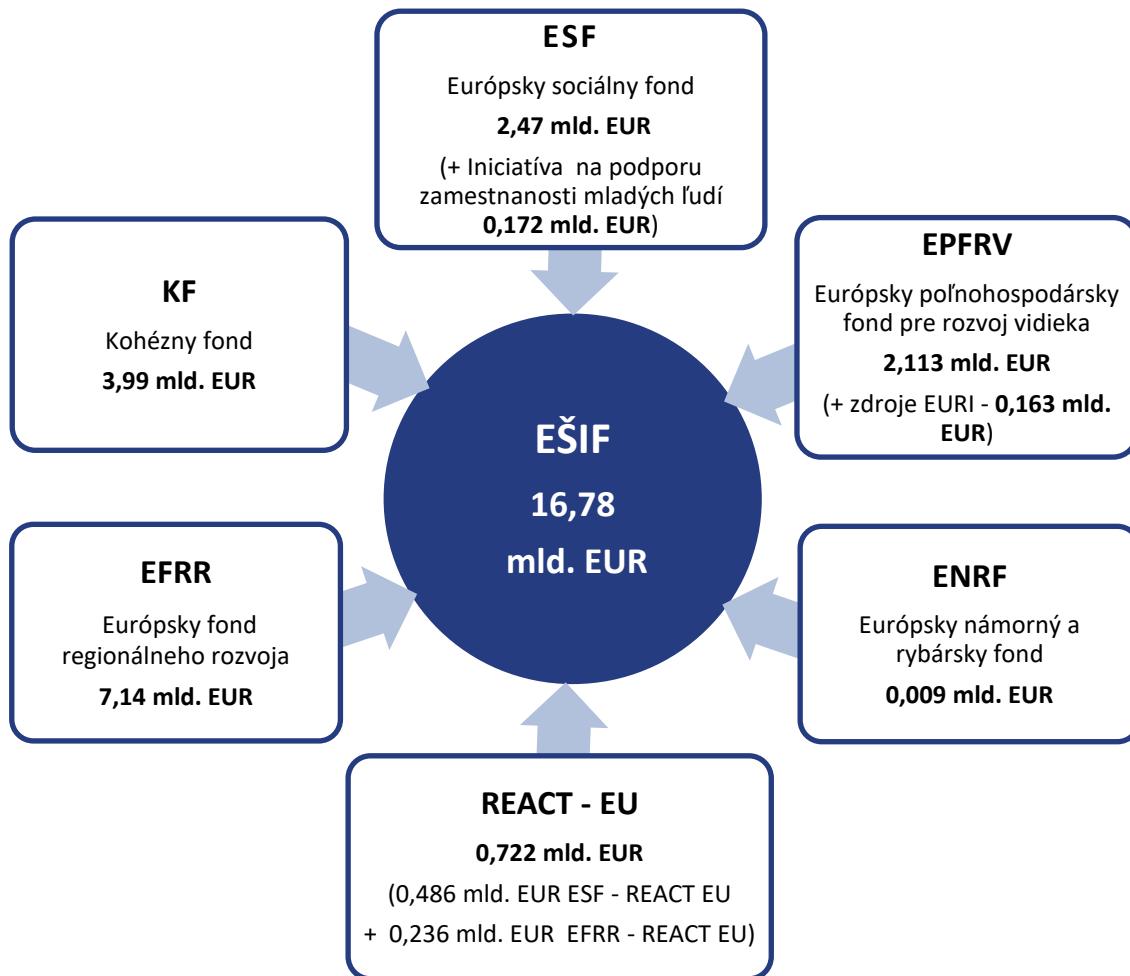 ESF
Európsky sociálny fond
2,47 mld. EUR
(+ Iniciatíva na podporu
zamestnanosti mladých ľudí
0,172 mld. EUR)
KF
Kohézny fond
3,99 mld. EUR
EPFRV
Európsky poľnohospodársky
fond pre rozvoj vidieka
2,113 mld. EUR
(+ zdroje EURI - 0,163 mld.
EUR)
EŠIF
16,78
mld. EUR
EFRR
Európsky fond
regionálneho rozvoja
7,14 mld. EUR
ENRF
Európsky námorný a
rybársky fond
0,009 mld. EUR
REACT - EU
0,722 mld. EUR
(0,486 mld. EUR ESF - REACT EU
+ 0,236 mld. EUR EFRR - REACT EU)